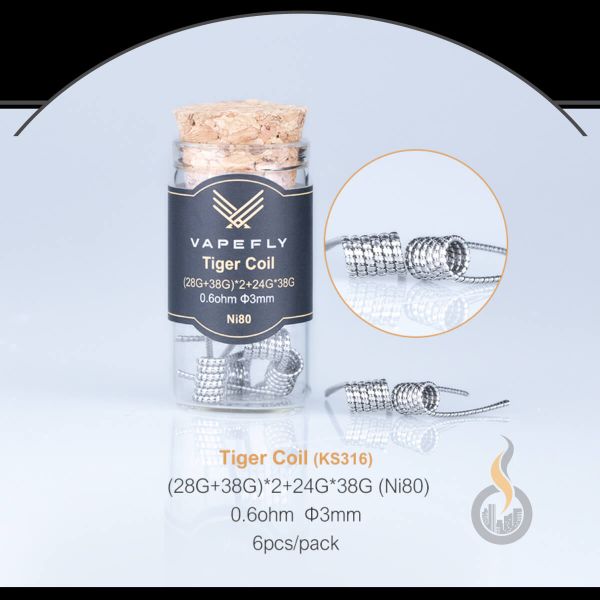 VAPEFLY
Tiger Coil
(28G+38G)*2+24G*38G
0.6ohm Φ3mm
Ni80
Tiger Coil (KS316)
(28G+38G)*2+24G*38G (Ni80)
0.6ohm Φ3mm
6pcs/pack